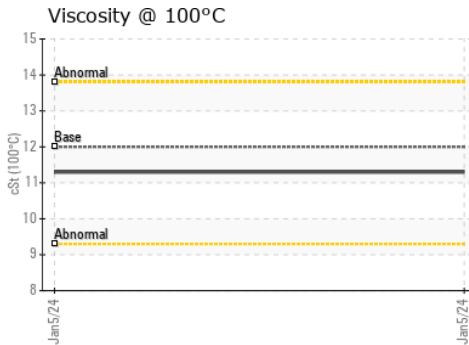 Viscosity @ 100°C
15
Abnormal
14
13
Base
12
cSt (100°C)
11
10
Abnormal
9
8
Jan5/24
Jan5/24